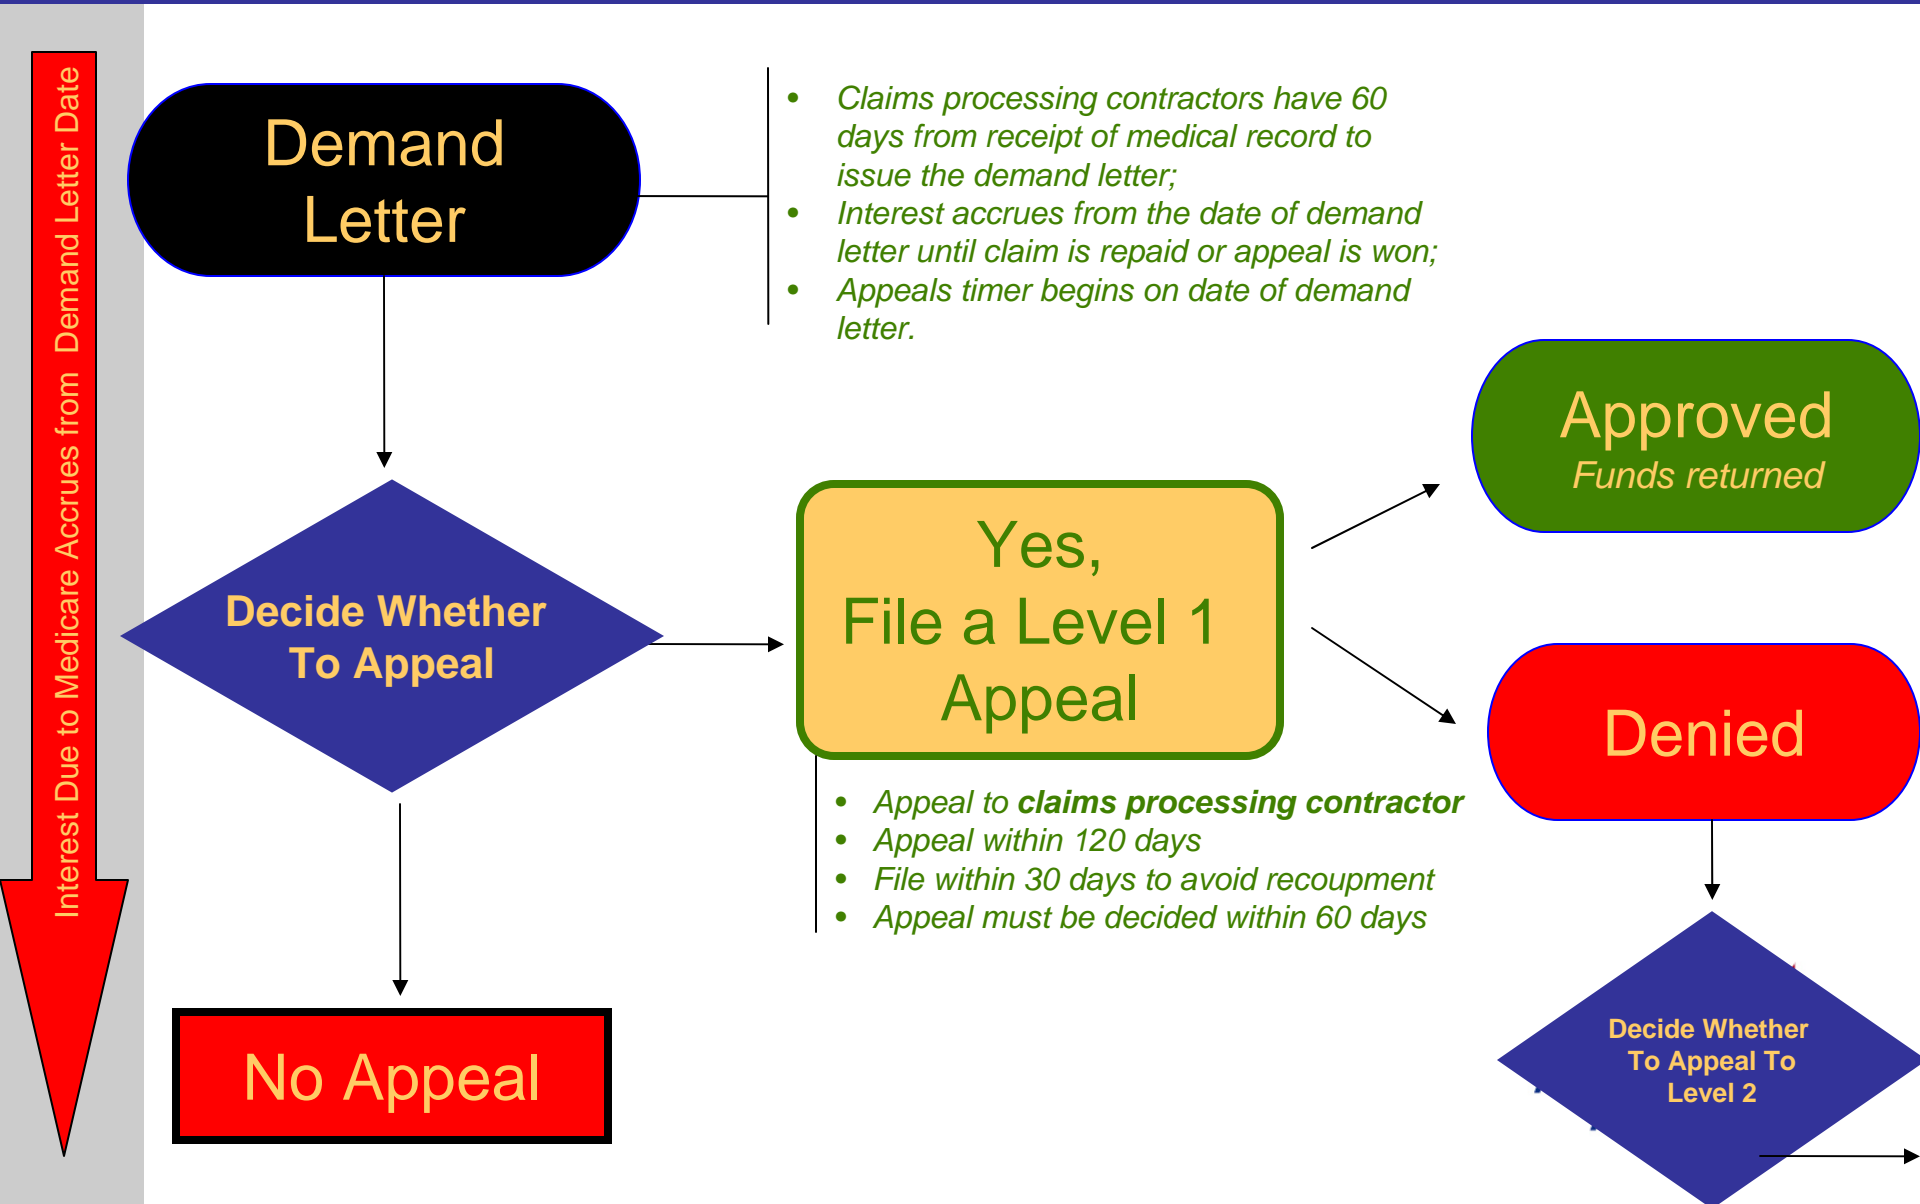 Interest Due to Medicare Accrues from  Demand Letter Date
Demand
Letter
• Claims processing contractors have 60
days from receipt of medical record to
issue the demand letter;
• Interest accrues from the date of demand
letter until claim is repaid or appeal is won;
• Appeals timer begins on date of demand
letter.
Approved
Funds returned
Decide Whether
To Appeal
Yes,
File a Level 1
Appeal
Denied
• Appeal to claims processing contractor
• Appeal within 120 days
• File within 30 days to avoid recoupment
• Appeal must be decided within 60 days
No Appeal
Decide Whether
To Appeal To
Level 2